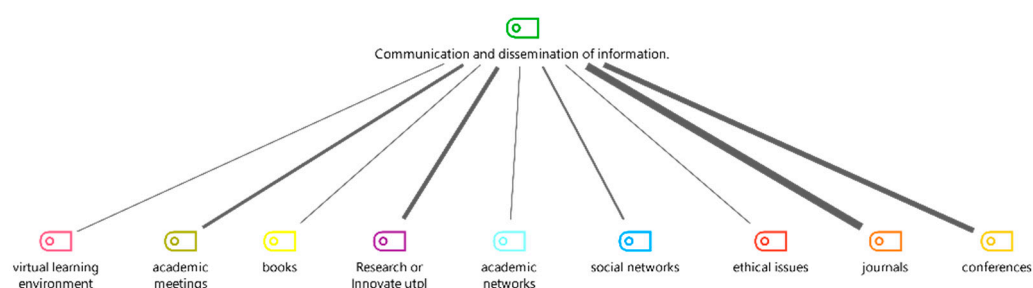 Communication and dissemination of information.
virtual learning
environment
academic
meetings
books
Research or
Innovate utpl
academic
networks
social networks
ethical issues
journals
conferences